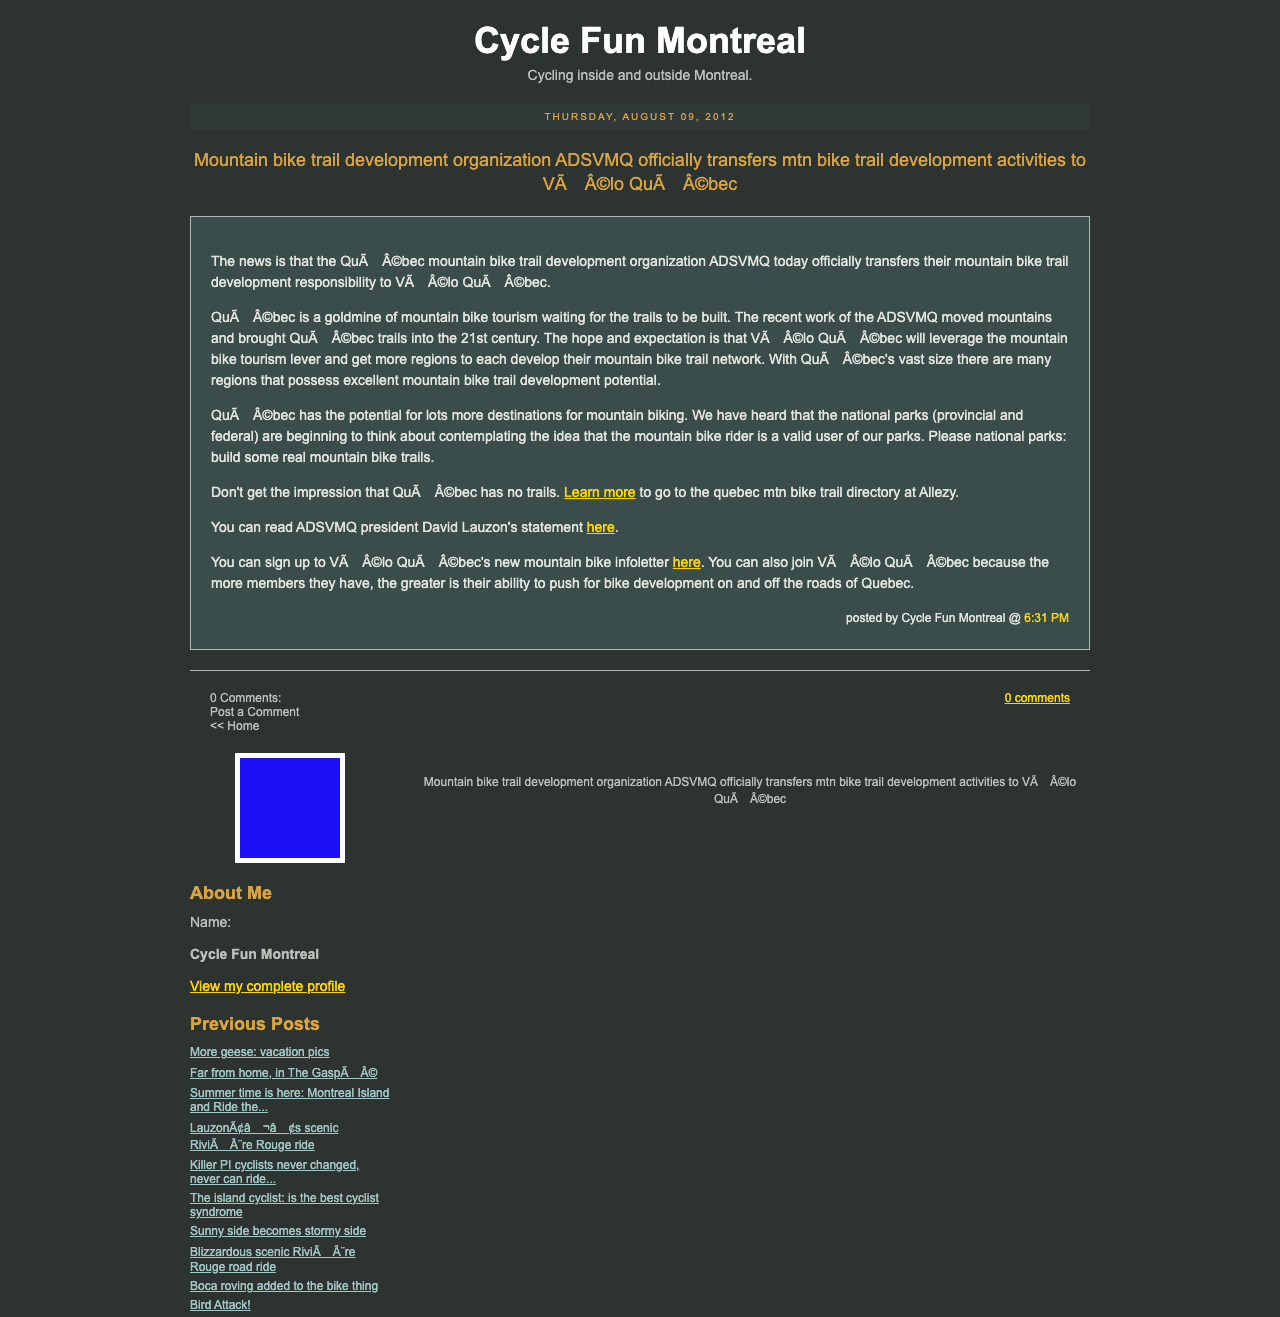 Cycle Fun Montreal
Cycling inside and outside Montreal.
THURSDAY, AUGUST 09, 2012
Mountain bike trail development organization ADSVMQ officially transfers mtn bike trail development activities to
VÃ Â©lo QuÃ Â©bec
The news is that the QuÃ Â©bec mountain bike trail development organization ADSVMQ today officially transfers their mountain bike trail
development responsibility to VÃ Â©lo QuÃ Â©bec.
QuÃ Â©bec is a goldmine of mountain bike tourism waiting for the trails to be built. The recent work of the ADSVMQ moved mountains
and brought QuÃ Â©bec trails into the 21st century. The hope and expectation is that VÃ Â©lo QuÃ Â©bec will leverage the mountain
bike tourism lever and get more regions to each develop their mountain bike trail network. With QuÃ Â©bec's vast size there are many
regions that possess excellent mountain bike trail development potential.
QuÃ Â©bec has the potential for lots more destinations for mountain biking. We have heard that the national parks (provincial and
federal) are beginning to think about contemplating the idea that the mountain bike rider is a valid user of our parks. Please national parks:
build some real mountain bike trails.
Don't get the impression that QuÃ Â©bec has no trails. Learn more to go to the quebec mtn bike trail directory at Allezy.
You can read ADSVMQ president David Lauzon's statement here.
You can sign up to VÃ Â©lo QuÃ Â©bec's new mountain bike infoletter here. You can also join VÃ Â©lo QuÃ Â©bec because the
more members they have, the greater is their ability to push for bike development on and off the roads of Quebec.
posted by Cycle Fun Montreal @ 6:31 PM
0 Comments:
0 comments
Post a Comment
<< Home
Mountain bike trail development organization ADSVMQ officially transfers mtn bike trail development activities to VÃ Â©lo
QuÃ Â©bec
About Me
Name:
Cycle Fun Montreal
View my complete profile
Previous Posts
More geese: vacation pics
Far from home, in The GaspÃ Â©
Summer time is here: Montreal Island
and Ride the...
LauzonÃ¢â ¬â ¢s scenic
RiviÃ Â¨re Rouge ride
Killer PI cyclists never changed,
never can ride...
The island cyclist: is the best cyclist
syndrome
Sunny side becomes stormy side
Blizzardous scenic RiviÃ Â¨re
Rouge road ride
Boca roving added to the bike thing
Bird Attack!